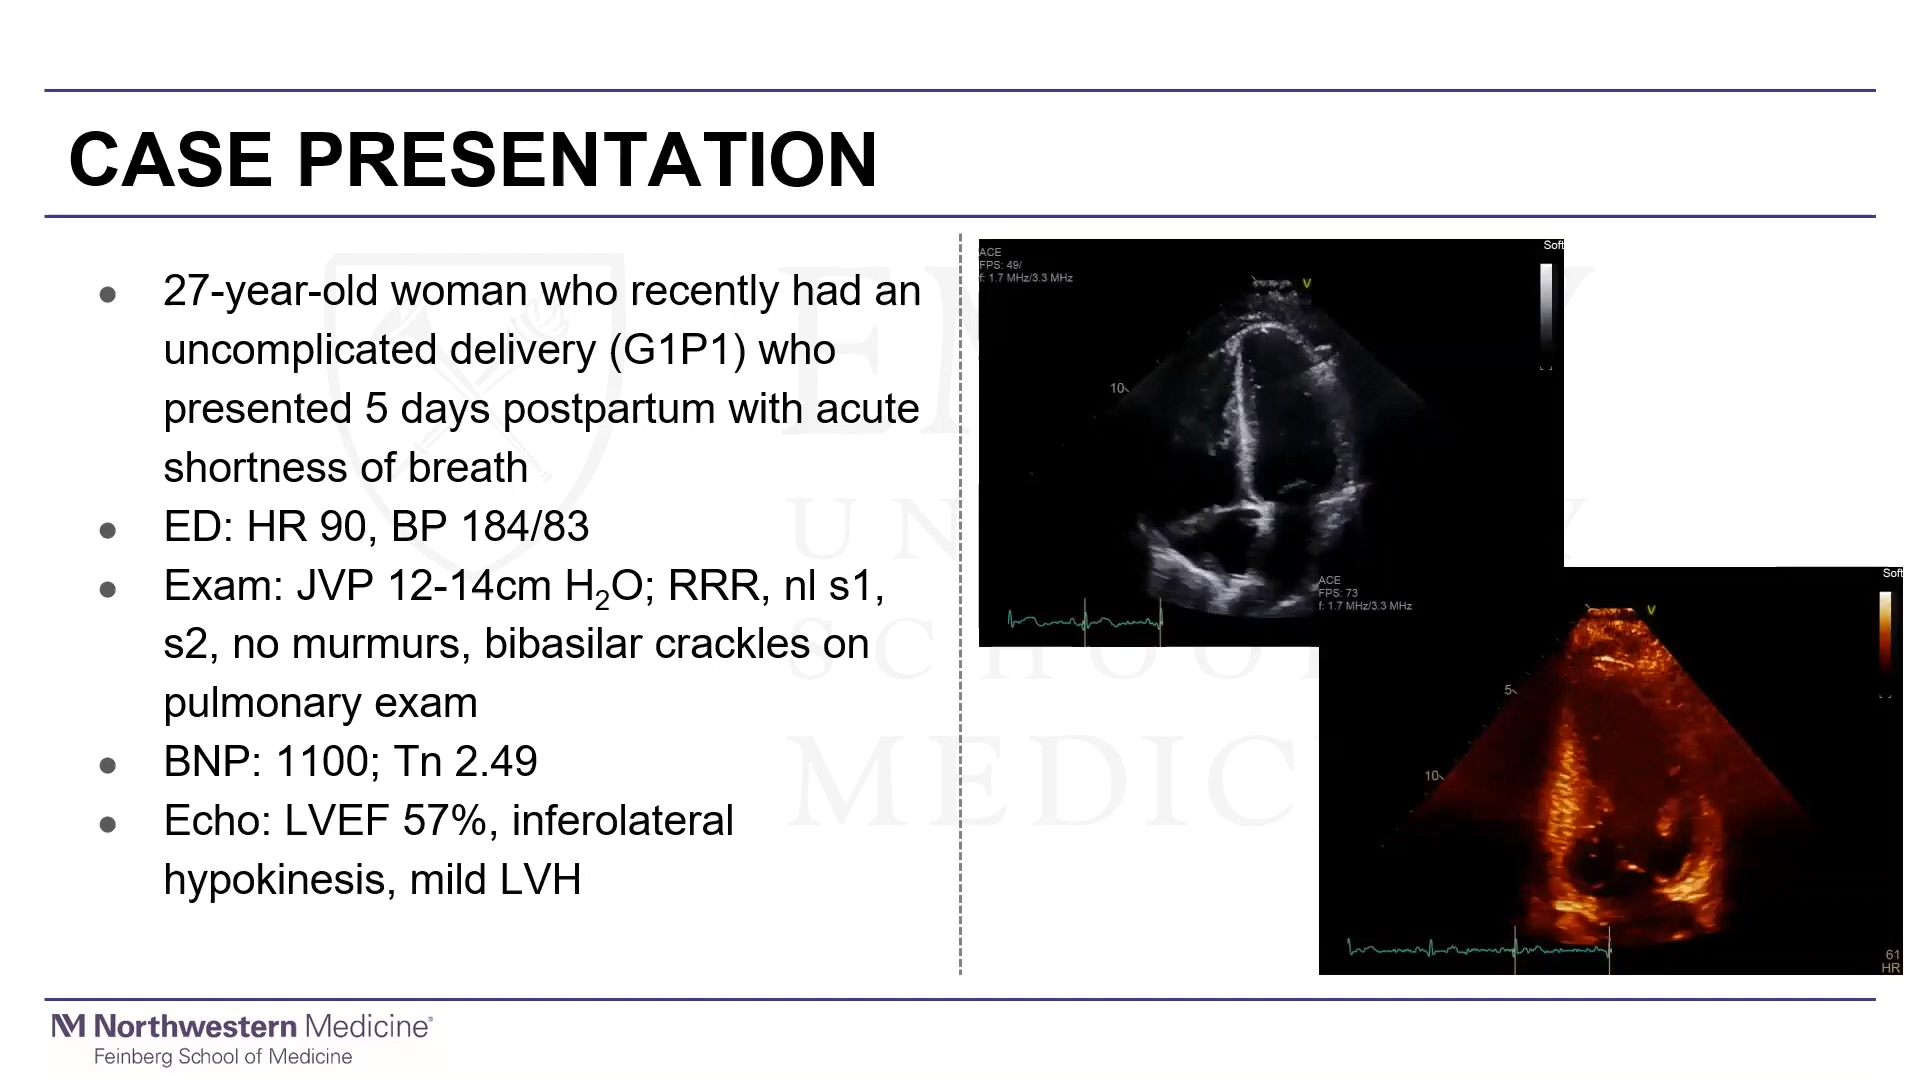 CASE PRESENTATION
● 27-year-old woman who recently had an
uncomplicated delivery (G1P1) who
presented 5 days postpartum with acute
shortness of breath
● ED: HR 90, BP 184/83
● Exam: JVP 12-14cm H₂O; RRR, nl s1,
s2, no murmurs, bibasilar crackles on
pulmonary exam
● BNP: 1100; Tn 2.49
● Echo: LVEF 57%, inferolateral
hypokinesis, mild LVH
ACE
FPS: 49/
f: 1.7 MHz/3.3 MHz
Soft
V
10
ACE
FPS: 73
f: 1.7 MHz/3.3 MHz
Soft
V
5
10
61
HR
MEDIC
Northwestern Medicine®
Feinberg School of Medicine